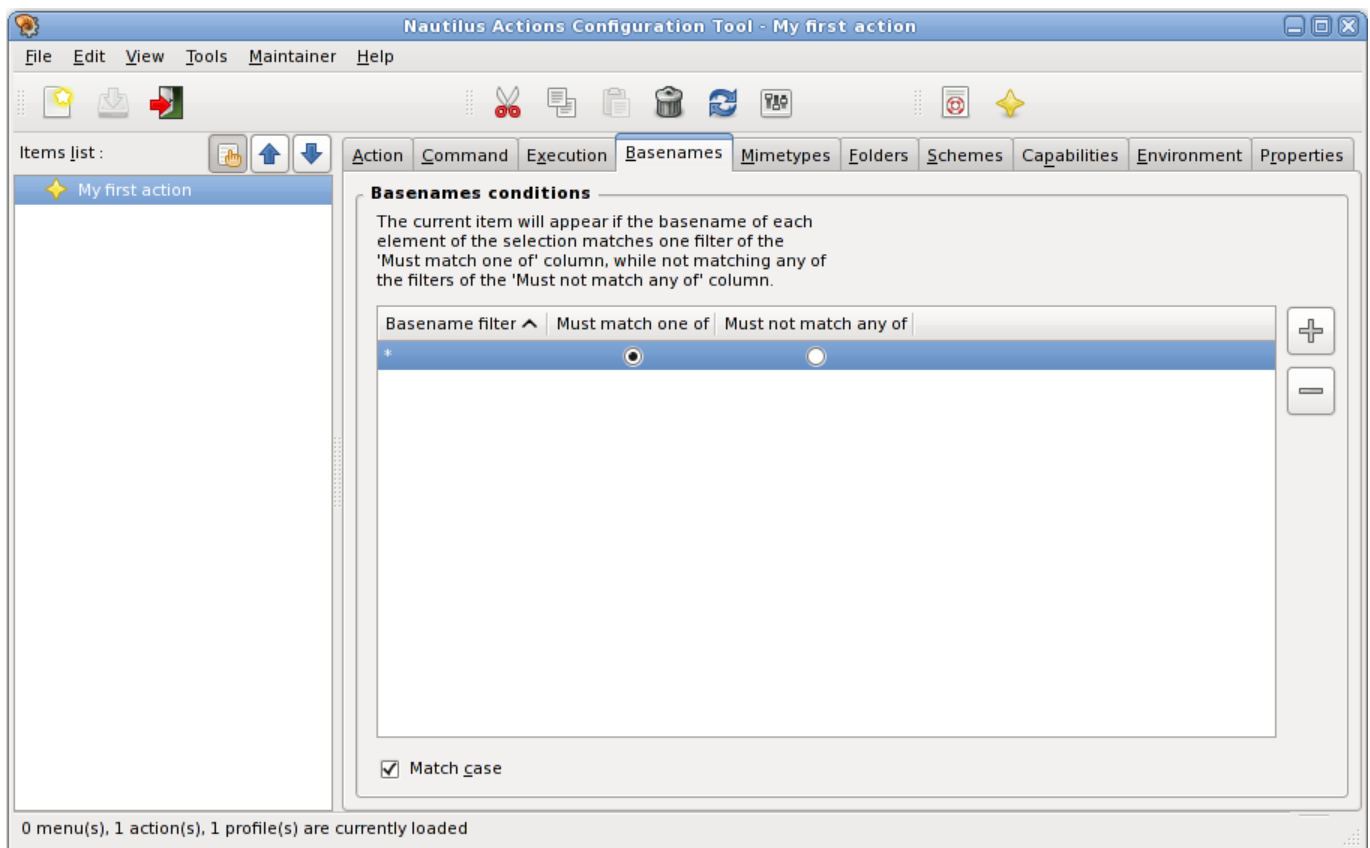 Nautilus Actions Configuration Tool - My first action
File Edit View Tools Maintainer Help
Items list :
Action Command Execution Basenames Mimetypes Folders Schemes Capabilities Environment Properties
My first action
Basenames conditions
The current item will appear if the basename of each
element of the selection matches one filter of the
'Must match one of' column, while not matching any of
the filters of the 'Must not match any of' column.
Basename filter Must match one of Must not match any of
*
Match case
0 menu(s), 1 action(s), 1 profile(s) are currently loaded